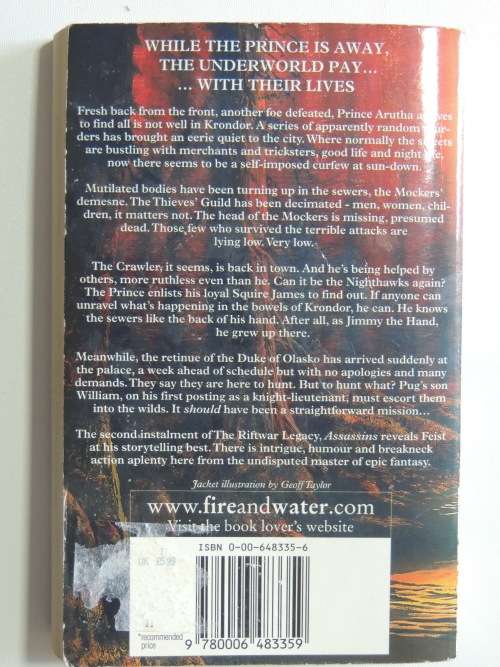 WHILE THE PRINCE IS AWAY,
THE UNDERWORLD PAY...
... WITH THEIR LIVES
Fresh back from the front, another foe defeated, Prince Arutha arrives
to find all is not well in Krondor. A series of apparently random mur-
ders has brought an eerie quiet to the city. Where normally the streets
are bustling with merchants and tricksters, good life and night life,
now there seems to be a self-imposed curfew at sun-down.
Mutilated bodies have been turning up in the sewers, the Mockers'
demesne. The Thieves' Guild has been decimated - men, women, chil-
dren, it matters not. The head of the Mockers is missing, presumed
dead. Those few who survived the terrible attacks are
lying low. Very low.
The Crawler, it seems, is back in town. And he's being helped by
others, more ruthless even than he. Can it be the Nighthawks again?
The Prince enlists his loyal Squire James to find out. If anyone can
unravel what's happening in the bowels of Krondor, he can. He knows
the sewers like the back of his hand. After all, as Jimmy the Hand,
he grew up there.
Meanwhile, the retinue of the Duke of Olasko has arrived suddenly at
the palace, a week ahead of schedule but with no apologies and many
demands. They say they are here to hunt. But to hunt what? Pug's son
William, on his first posting as a knight-lieutenant, must escort them
into the wilds. It should have been a straightforward mission...
The second instalment of The Riftwar Legacy, Assassins reveals Feist
at his storytelling best. There is intrigue, humour and breakneck
action aplenty here from the undisputed master of epic fantasy.
Jacket illustration by Geoff Taylor
www.fireandwater.com
Visit the book lover's website
ISBN 0-00-648335-6
UK £5.99
*recommended
price
9 780006 483359